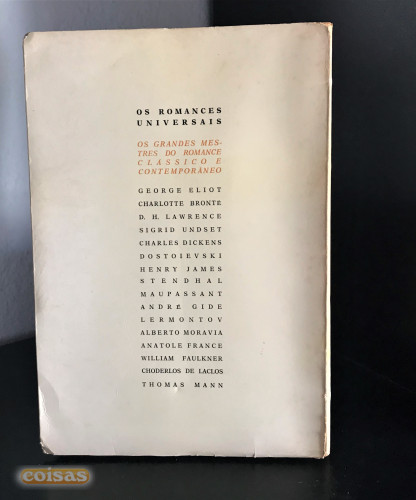 OS ROMANCES
UNIVERSAIS
OS GRANDES MES-
TRES DO ROMANCE
CLÁSSICO E
CONTEMPORÂNEO
GEORGE ELIOT
CHARLOTTE BRONTË
D. H. LAWRENCE
SIGRID UNDSET
CHARLES DICKENS
DOSTOIEVSKI
HENRY JAMES
STENDHAL
MAUPASSANT
ANDRÉ GIDE
LERMONTOV
ALBERTO MORAVIA
ANATOLE FRANCE
WILLIAM FAULKNER
CHODERLOS DE LACLOS
THOMAS MANN
coisas